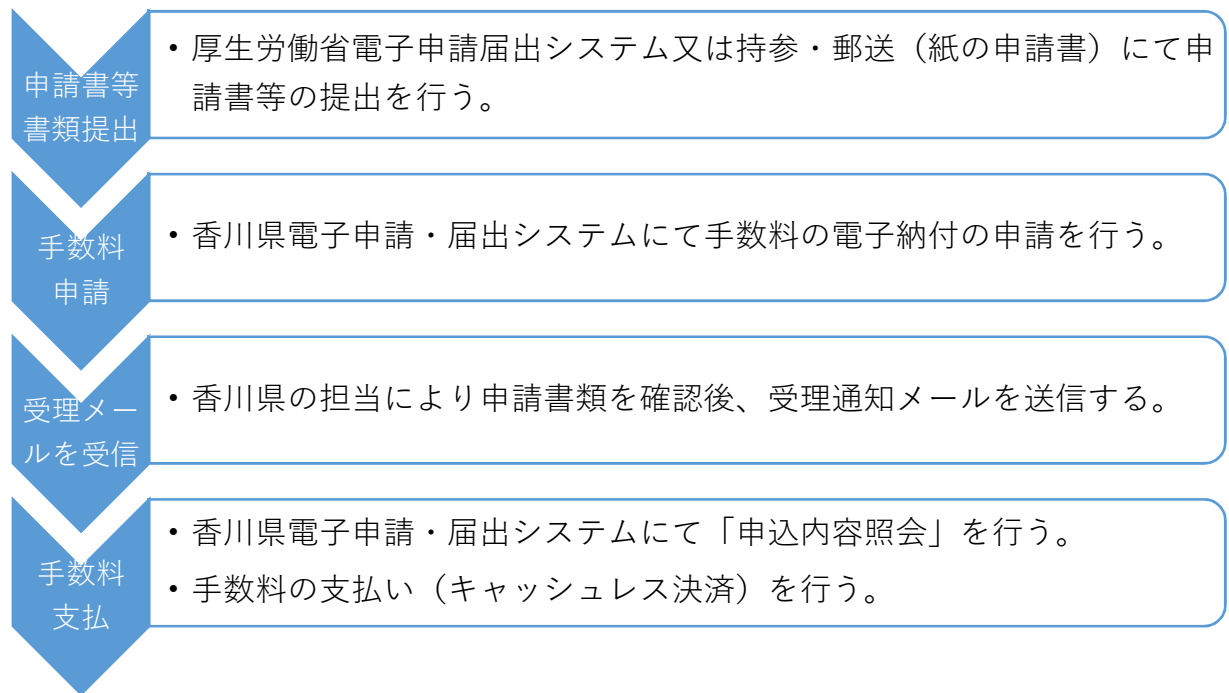 申請書等
書類提出
• 厚生労働省電子申請届出システム又は持参・郵送（紙の申請書）にて申
請書等の提出を行う。
手数料
申請
• 香川県電子申請・届出システムにて手数料の電子納付の申請を行う。
受理メー
ルを受信
• 香川県の担当により申請書類を確認後、受理通知メールを送信する。
手数料
支払
• 香川県電子申請・届出システムにて「申込内容照会」を行う。
• 手数料の支払い（キャッシュレス決済）を行う。